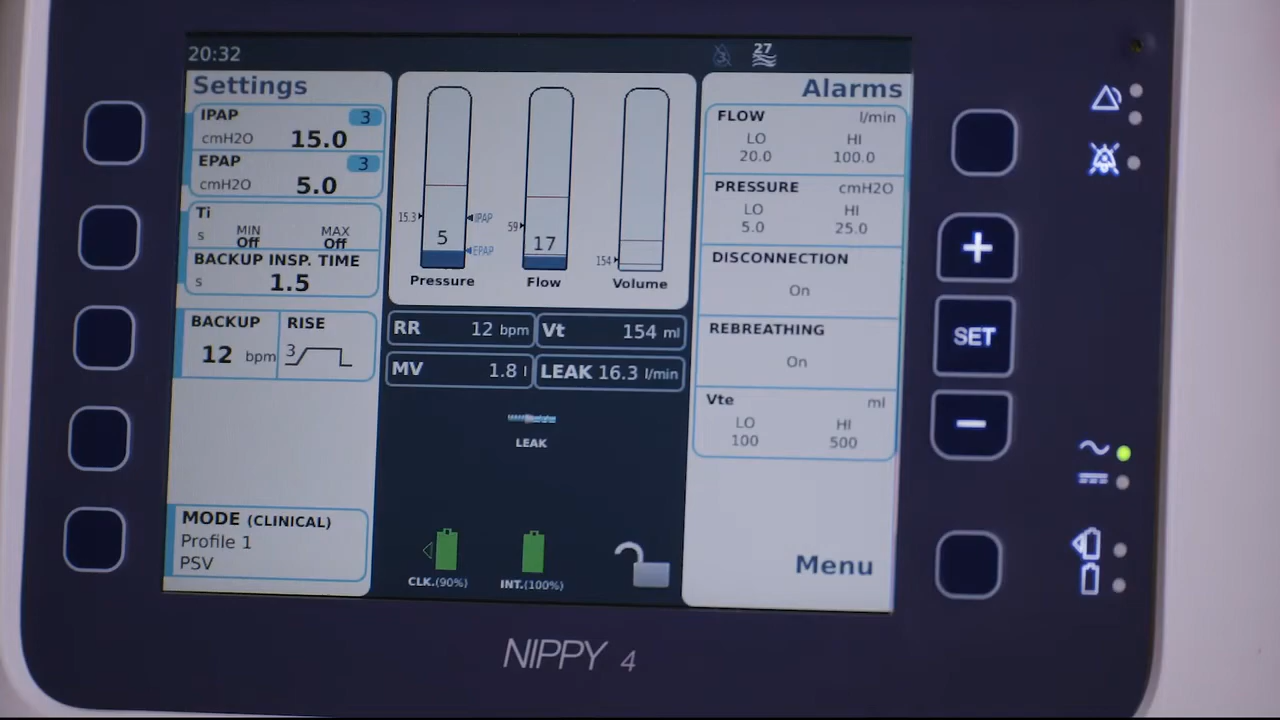 20:32
3
27
Settings
IPAP 3
cmH2O 15.0
EPAP 3
cmH2O 5.0
Ti
s MIN MAX
Off Off
BACKUP INSP. TIME
s 1.5
BACKUP RISE
12 bpm 3
MODE (CLINICAL)
Profile 1
PSV
15.3 IPAP 59
5 17
EPAP 154
Pressure Flow Volume
RR 12 bpm Vt 154 ml
MV 1.8 l LEAK 16.3 l/min
LEAK
CLK.(90%) INT.(100%)
Alarms
FLOW l/min
LO HI
20.0 100.0
PRESSURE cmH2O
LO HI
5.0 25.0
DISCONNECTION
On
REBREATHING
On
Vte ml
LO HI
100 500
Menu
+
SET
−
NIPPY 4